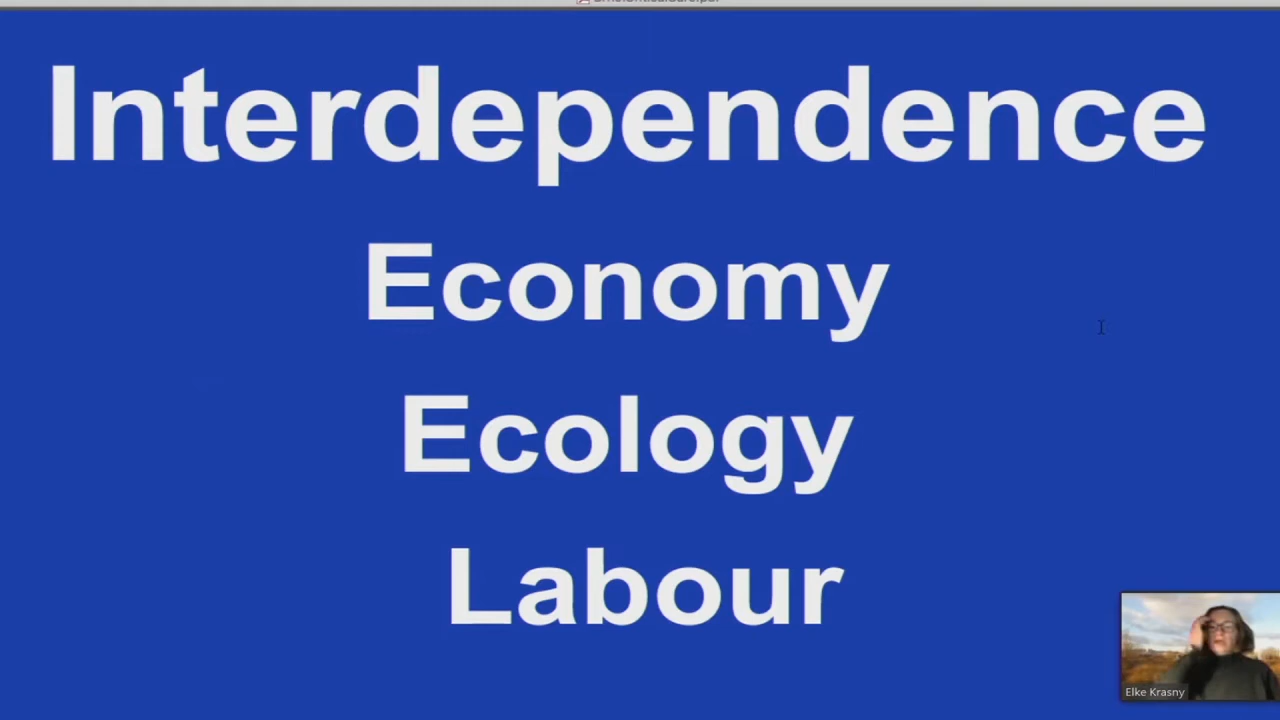 Interdependence
Economy
Ecology
Labour
Elke Krasny